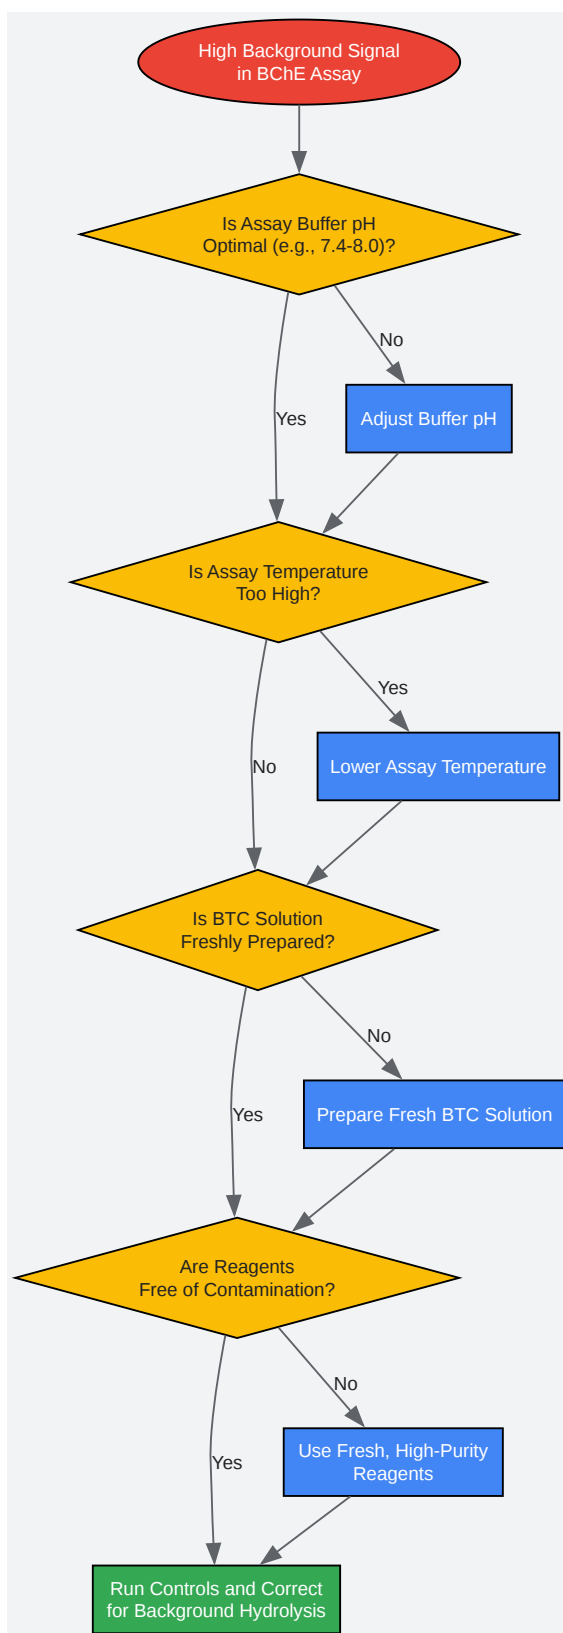 High Background Signal
in BChE Assay
Is Assay Buffer pH
Optimal (e.g., 7.4-8.0)?
No
Yes
Adjust Buffer pH
Is Assay Temperature
Too High?
Yes
No
Lower Assay Temperature
Is BTC Solution
Freshly Prepared?
No
Yes
Prepare Fresh BTC Solution
Are Reagents
Free of Contamination?
No
Yes
Use Fresh, High-Purity
Reagents
Run Controls and Correct
for Background Hydrolysis